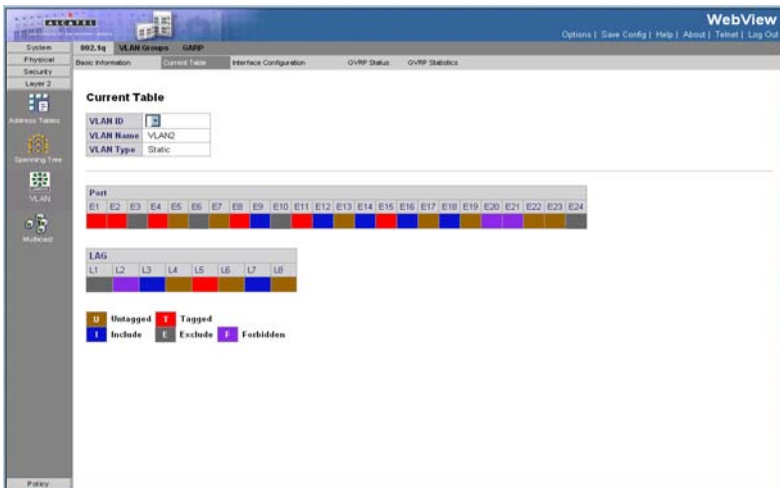 ALCATEL
WebView
Options | Save Config | Help | About | Telnet | Log Out
System
Physical
Security
Layer 2
Address Tables
Spanning Tree
VLAN
Multicast
Policy
802.1q VLAN Groups GARP
Basic Information Current Table Interface Configuration GVRP Status GVRP Statistics
Current Table
VLAN ID
VLAN Name VLAN2
VLAN Type Static
Port
E1 E2 E3 E4 E5 E6 E7 E8 E9 E10 E11 E12 E13 E14 E15 E16 E17 E18 E19 E20 E21 E22 E23 E24
LAG
L1 L2 L3 L4 L5 L6 L7 L8
U Untagged T Tagged
I Include E Exclude F Forbidden